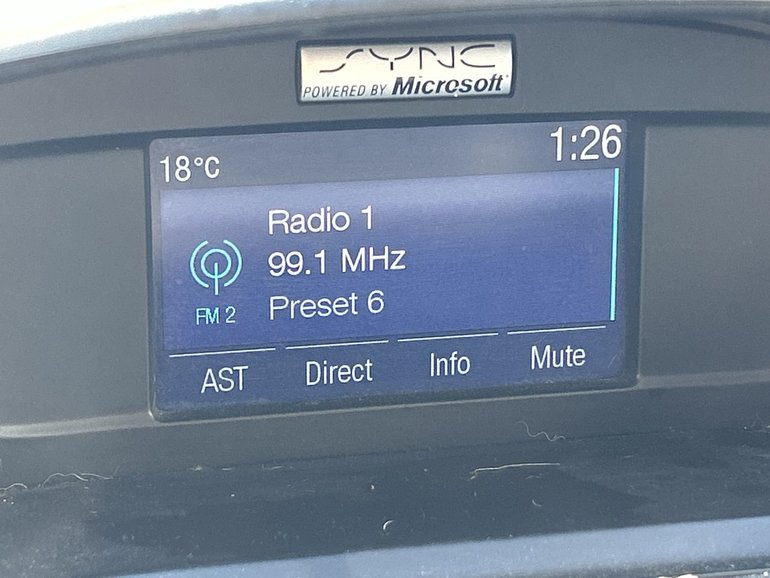 SYNC
POWERED BY Microsoft
18°C 1:26
Radio 1
99.1 MHz
FM 2 Preset 6
AST Direct Info Mute